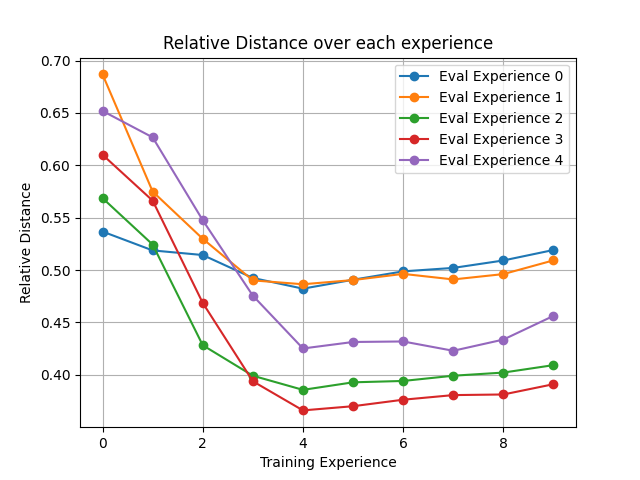 Relative Distance over each experience
Relative Distance
0.70
0.65
0.60
0.55
0.50
0.45
0.40
Eval Experience 0
Eval Experience 1
Eval Experience 2
Eval Experience 3
Eval Experience 4
0 2 4 6 8
Training Experience